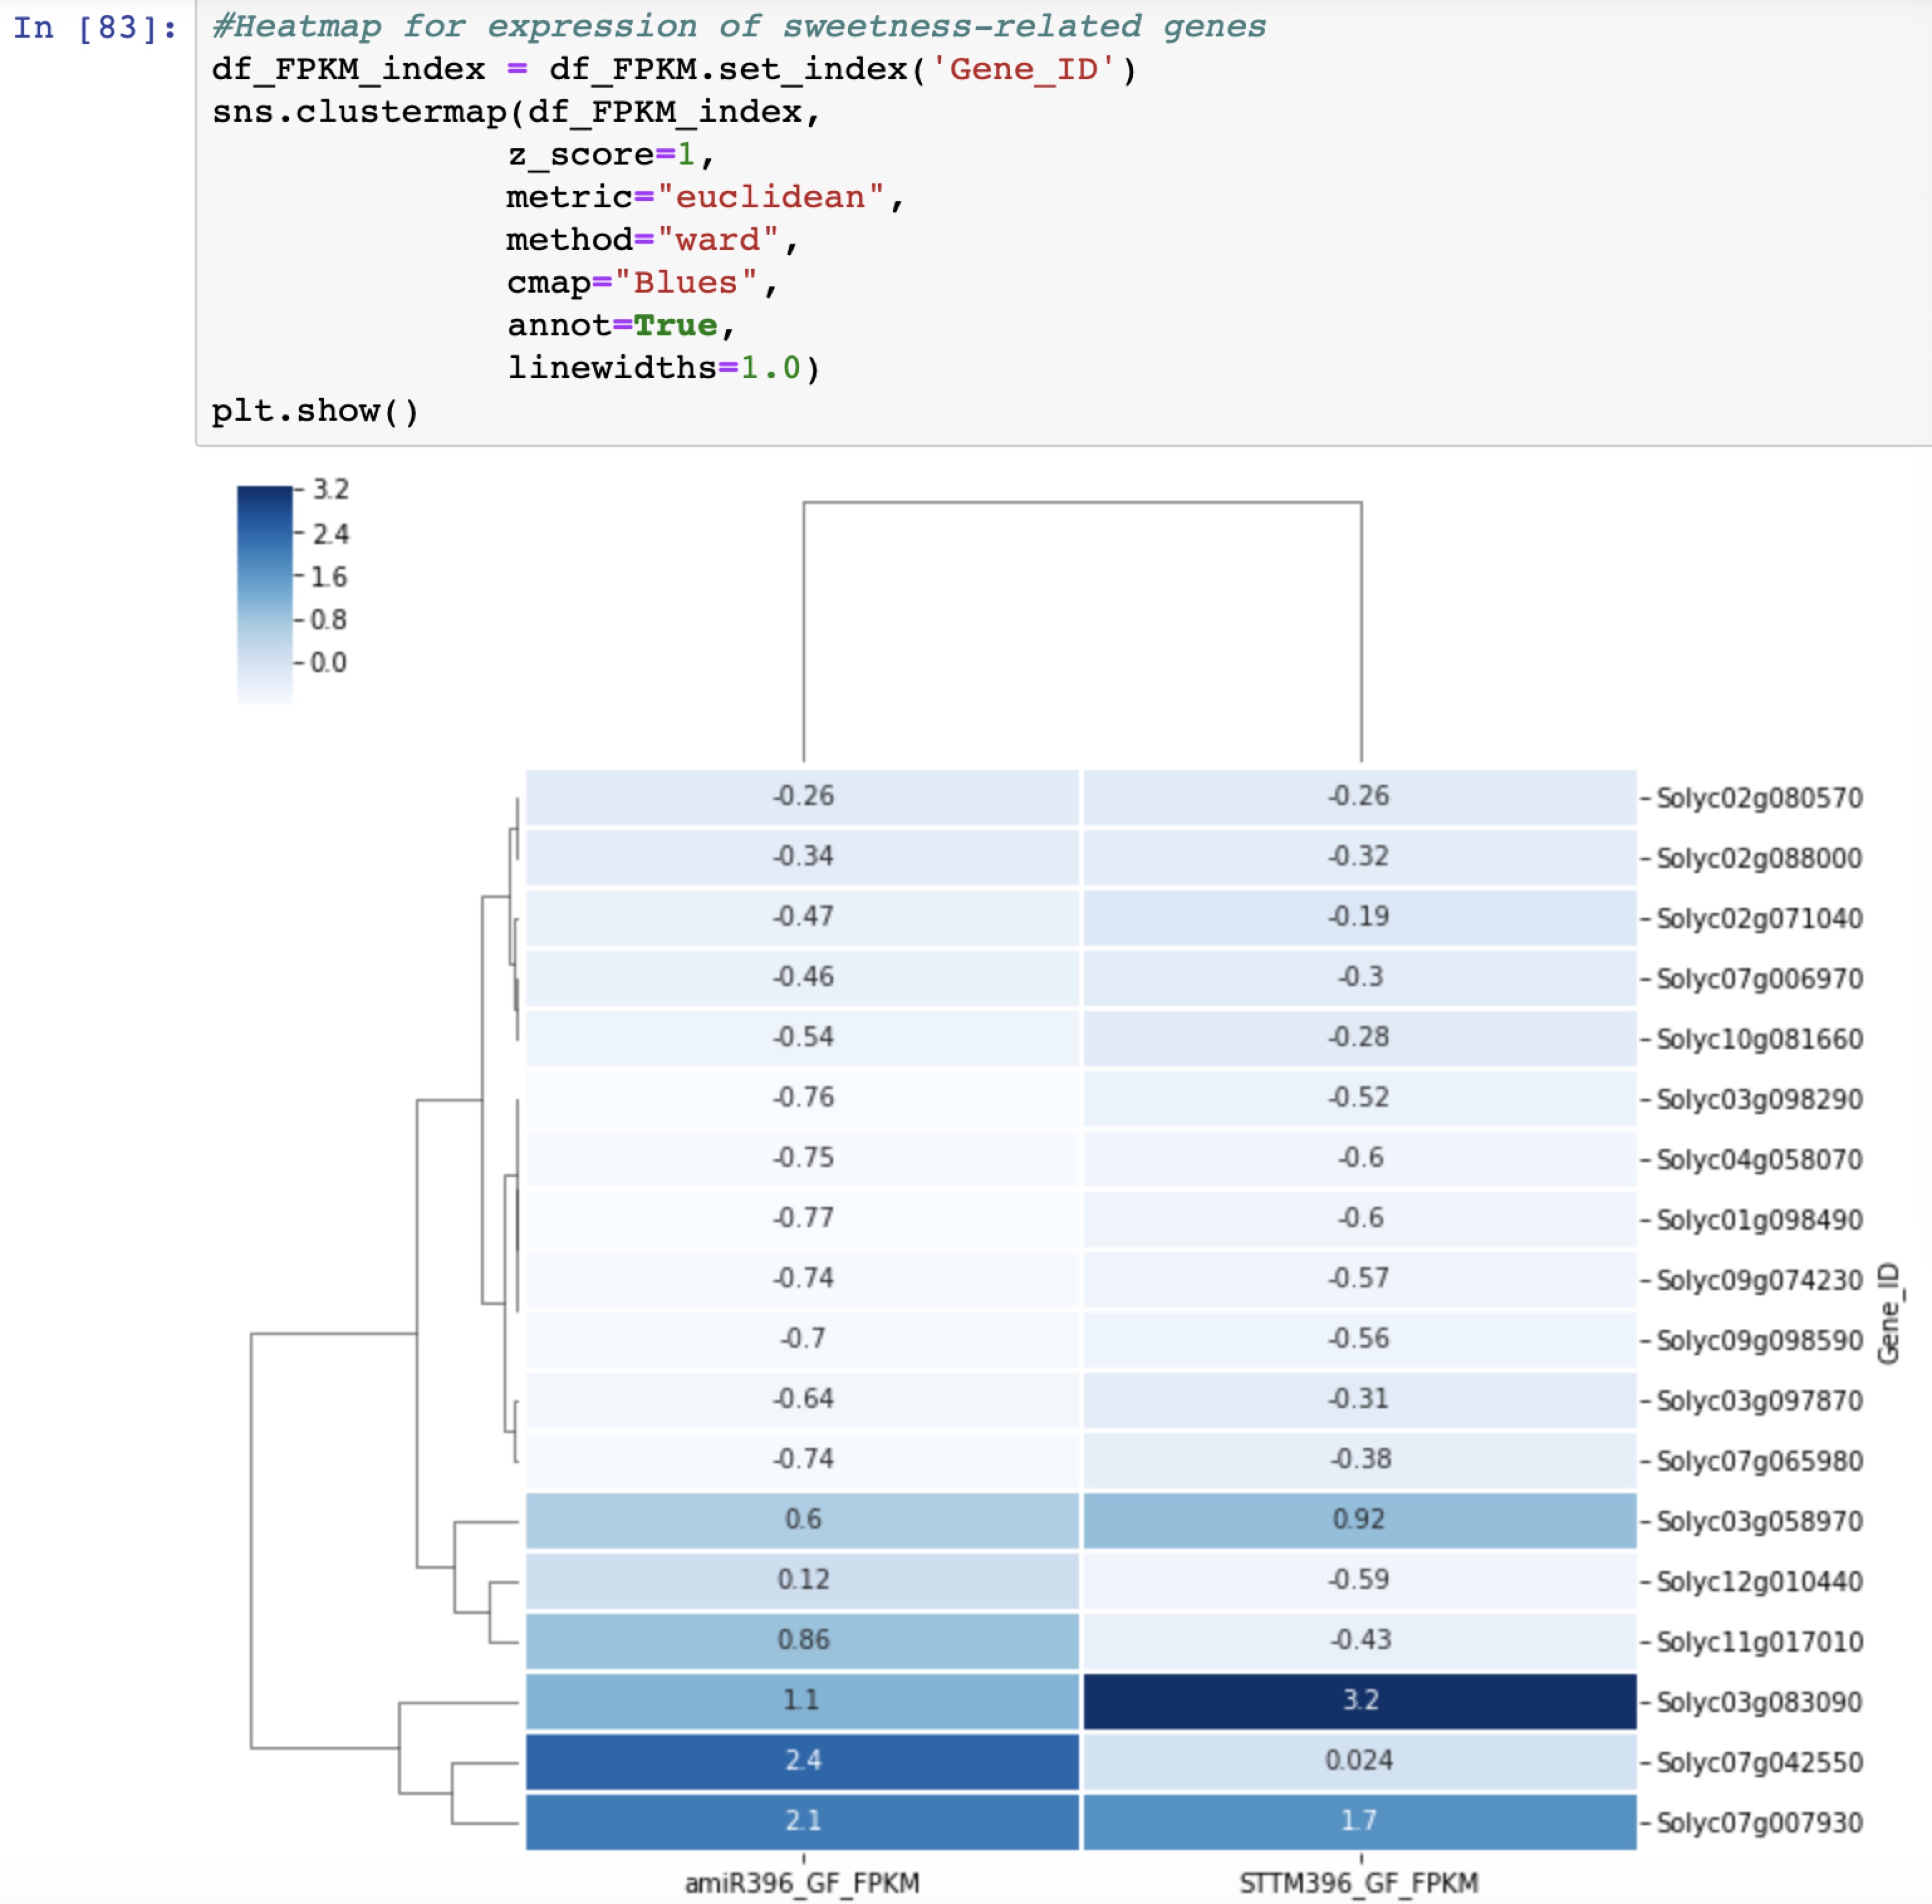 In [83]:
#Heatmap for expression of sweetness-related genes
df_FPKM_index = df_FPKM.set_index('Gene_ID')
sns.clustermap(df_FPKM_index,
z_score=1,
metric="euclidean",
method="ward",
cmap="Blues",
annot=True,
linewidths=1.0)
plt.show()
3.2
2.4
1.6
0.8
0.0
-0.26 -0.26 Solyc02g080570
-0.34 -0.32 Solyc02g088000
-0.47 -0.19 Solyc02g071040
-0.46 -0.3 Solyc07g006970
-0.54 -0.28 Solyc10g081660
-0.76 -0.52 Solyc03g098290
-0.75 -0.6 Solyc04g058070
-0.77 -0.6 Solyc01g098490
-0.74 -0.57 Solyc09g074230
-0.7 -0.56 Solyc09g098590
-0.64 -0.31 Solyc03g097870
-0.74 -0.38 Solyc07g065980
0.6 0.92 Solyc03g058970
0.12 -0.59 Solyc12g010440
0.86 -0.43 Solyc11g017010
1.1 3.2 Solyc03g083090
2.4 0.024 Solyc07g042550
2.1 1.7 Solyc07g007930
Gene_ID
amiR396_GF_FPKM STTM396_GF_FPKM